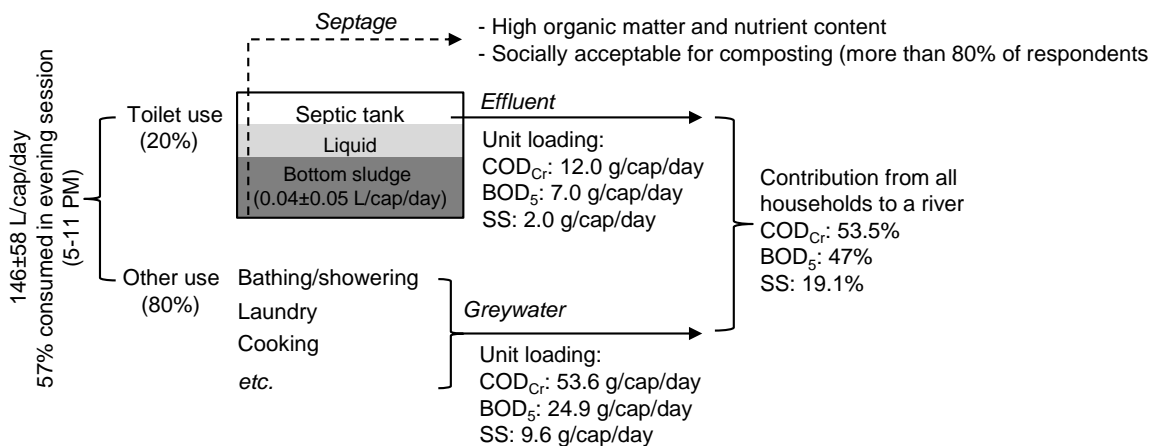 146±58 L/cap/day
57% consumed in evening session
(5-11 PM)
Septage
- High organic matter and nutrient content
- Socially acceptable for composting (more than 80% of respondents
Toilet use
(20%)
Septic tank
Liquid
Bottom sludge
(0.04±0.05 L/cap/day)
Effluent
Unit loading:
COD_Cr: 12.0 g/cap/day
BOD₅: 7.0 g/cap/day
SS: 2.0 g/cap/day
Other use
(80%)
Bathing/showering
Laundry
Cooking
etc.
Greywater
Unit loading:
COD_Cr: 53.6 g/cap/day
BOD₅: 24.9 g/cap/day
SS: 9.6 g/cap/day
Contribution from all
households to a river
COD_Cr: 53.5%
BOD₅: 47%
SS: 19.1%